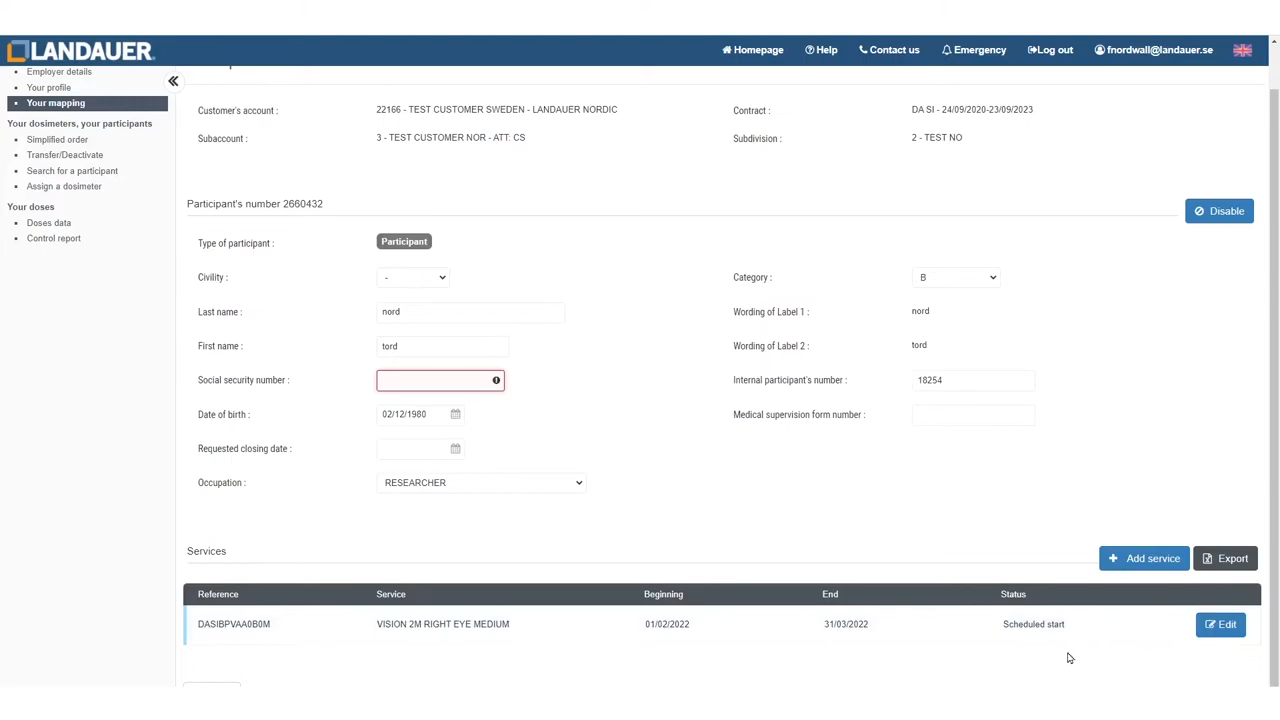 LANDAUER
Homepage
Help
Contact us
Emergency
Log out
fnordwall@landauer.se
Employer details
Your profile
Your mapping
Your dosimeters, your participants
Simplified order
Transfer/Deactivate
Search for a participant
Assign a dosimeter
Your doses
Doses data
Control report
Customer's account : 22166 - TEST CUSTOMER SWEDEN - LANDAUER NORDIC Contract : DA SI - 24/09/2020-23/09/2023
Subaccount : 3 - TEST CUSTOMER NOR - ATT: CS Subdivision : 2 - TEST NO
Participant's number 2660432
Disable
Type of participant : Participant
Civility : - Category : B
Last name : nord Wording of Label 1 : nord
First name : tord Wording of Label 2 : tord
Social security number : Internal participant's number : 18254
Date of birth : 02/12/1980 Medical supervision form number :
Requested closing date :
Occupation : RESEARCHER
Services
+ Add service
Export
Reference Service Beginning End Status
DASIBPVAA0B0M VISION 2M RIGHT EYE MEDIUM 01/02/2022 31/03/2022 Scheduled start Edit